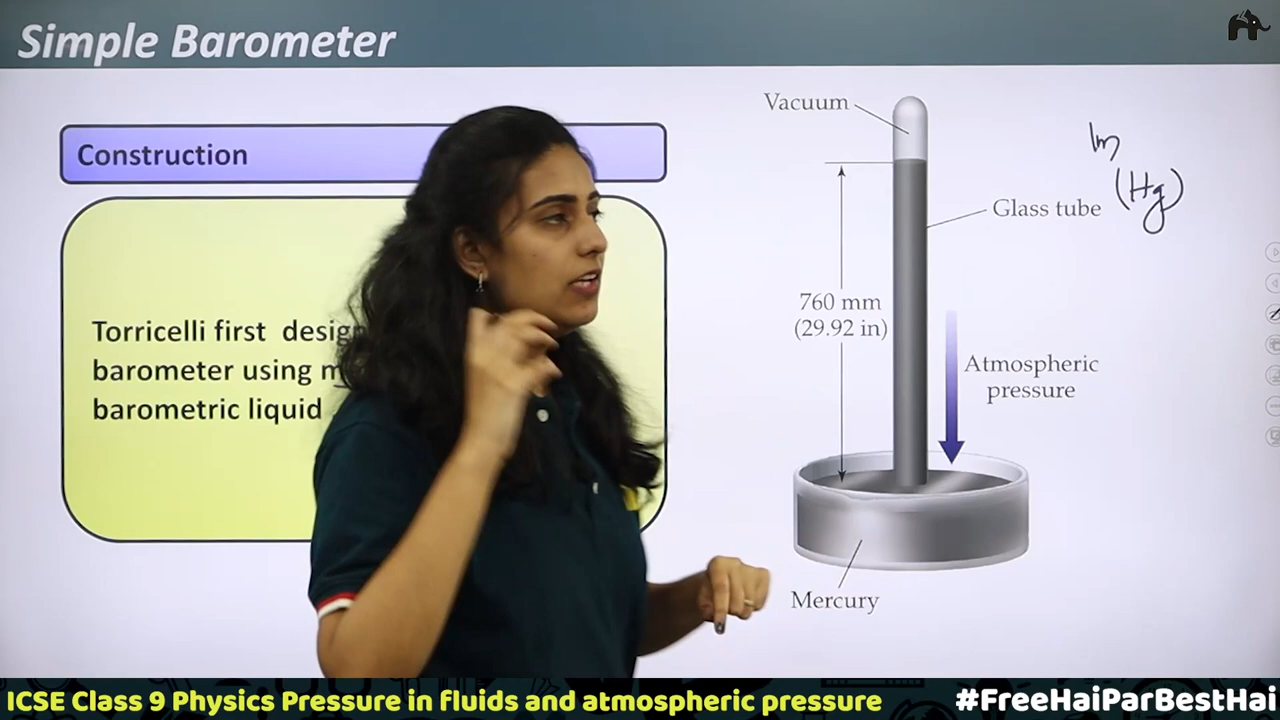 Simple Barometer
Construction
Torricelli first desig
barometer using m
barometric liquid
Vacuum
Glass tube
(Hg)
760 mm
(29.92 in)
Atmospheric
pressure
Mercury
ICSE Class 9 Physics Pressure in fluids and atmospheric pressure
#FreeHaiParBestHai